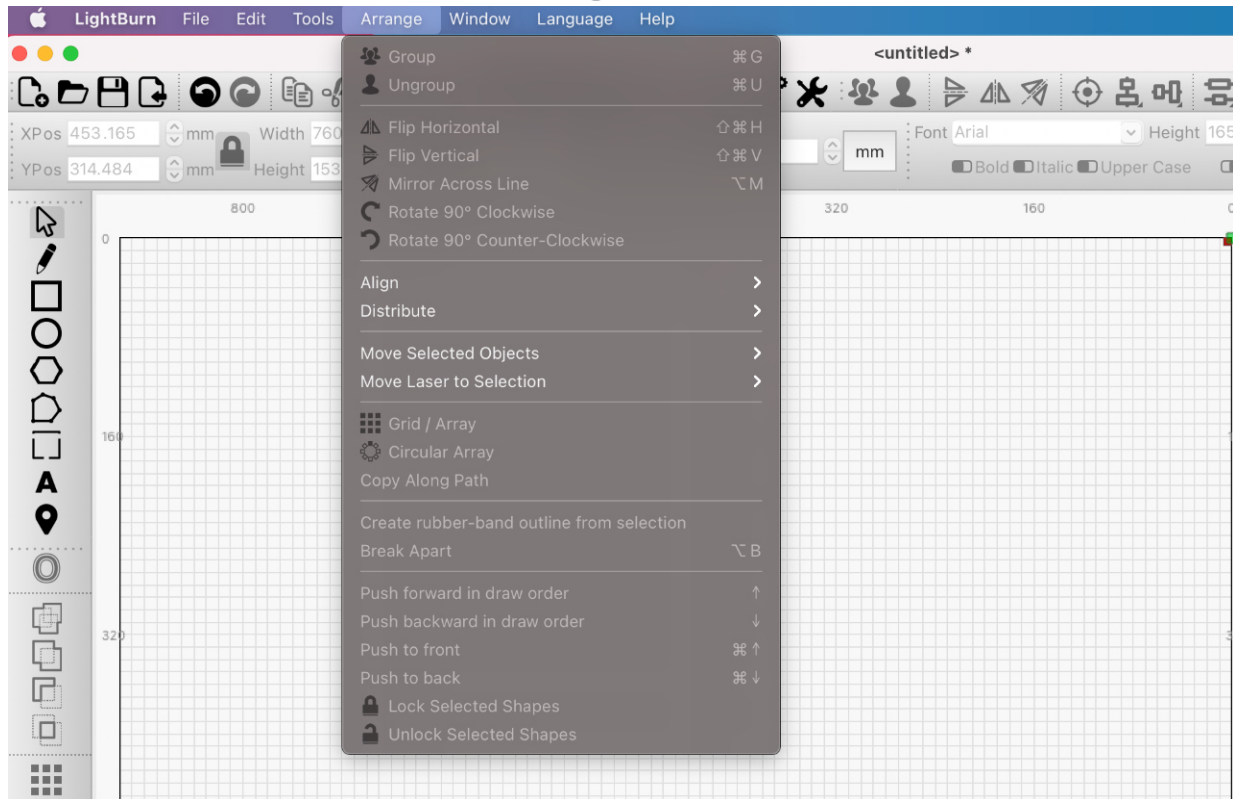 LightBurn File Edit Tools Arrange Window Language Help
<untitled> *
XPos 453.165 mm Width 760
YPos 314.484 mm Height 153
mm
Font Arial Height 165
Bold Italic Upper Case
800 320 160
0
160
320
A
Group ⌘ G
Ungroup ⌘ U
Flip Horizontal ⇧ ⌘ H
Flip Vertical ⇧ ⌘ V
Mirror Across Line ⌥ M
Rotate 90° Clockwise
Rotate 90° Counter-Clockwise
Align
Distribute
Move Selected Objects
Move Laser to Selection
Grid / Array
Circular Array
Copy Along Path
Create rubber-band outline from selection
Break Apart ⌥ B
Push forward in draw order ↑
Push backward in draw order ↓
Push to front ⌘ ↑
Push to back ⌘ ↓
Lock Selected Shapes
Unlock Selected Shapes